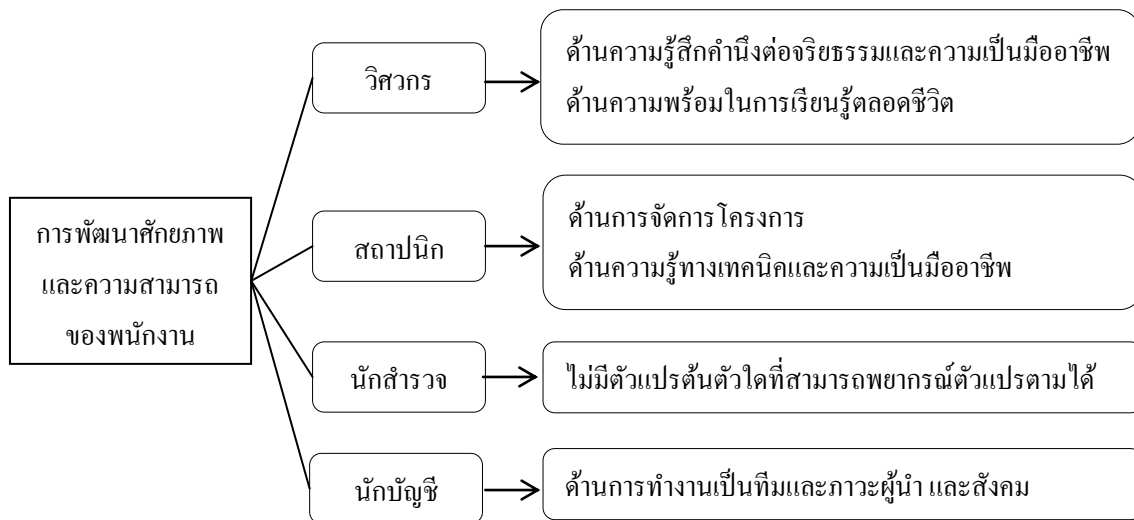 การพัฒนาศักยภาพ
และความสามารถ
ของพนักงาน
วิศวกร
ด้านความรู้สึกคำนึงต่อจริยธรรมและความเป็นมืออาชีพ
ด้านความพร้อมในการเรียนรู้ตลอดชีวิต
สถาปนิก
ด้านการจัดการโครงการ
ด้านความรู้ทางเทคนิคและความเป็นมืออาชีพ
นักสำรวจ
ไม่มีตัวแปรต้นตัวใดที่สามารถพยากรณ์ตัวแปรตามได้
นักบัญชี
ด้านการทำงานเป็นทีมและภาวะผู้นำ และสังคม